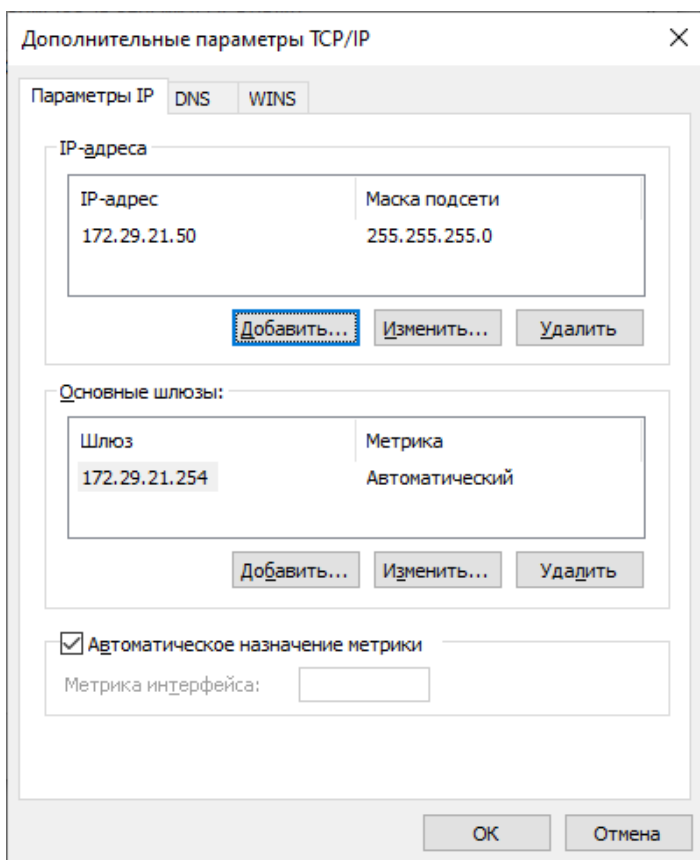 Дополнительные параметры TCP/IP
Параметры IP DNS WINS
IP-адреса
IP-адрес Маска подсети
172.29.21.50 255.255.255.0
Добавить... Изменить... Удалить
Основные шлюзы:
Шлюз Метрика
172.29.21.254 Автоматический
Добавить... Изменить... Удалить
Автоматическое назначение метрики
Метрика интерфейса:
ОК Отмена